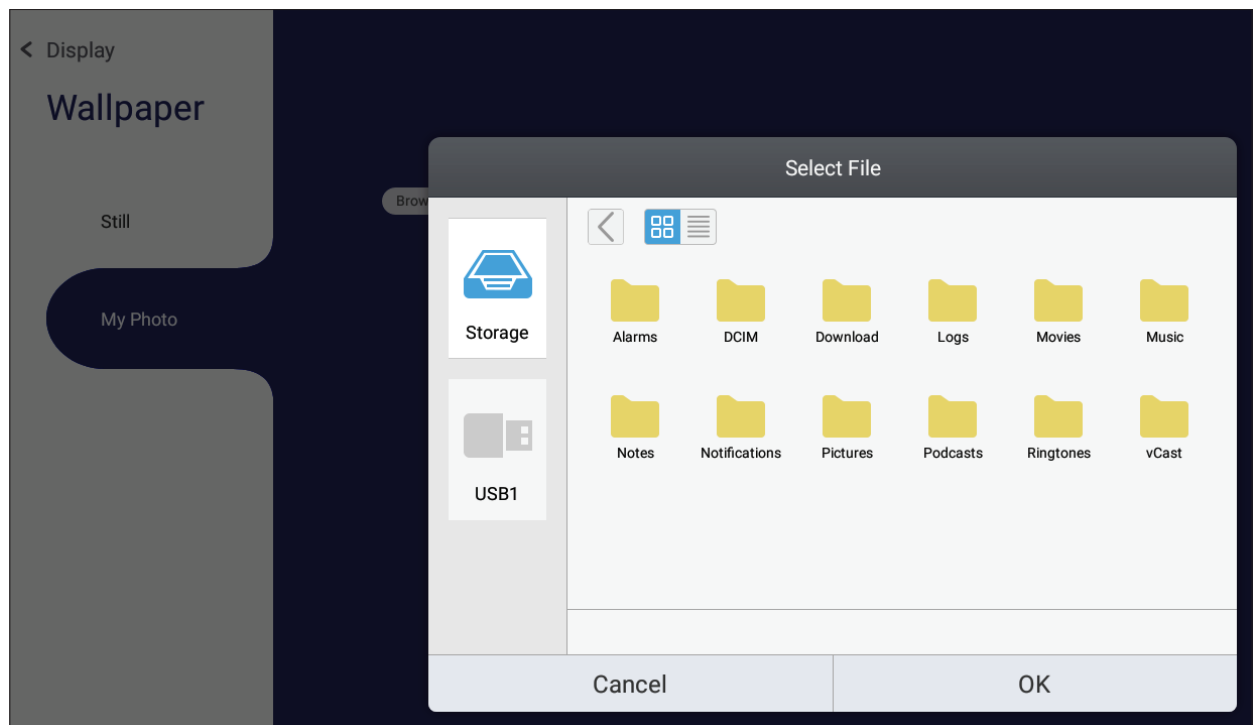 Display
Wallpaper
Still
My Photo
Brow
Select File
Storage
USB1
Alarms DCIM Download Logs Movies Music
Notes Notifications Pictures Podcasts Ringtones vCast
Cancel OK